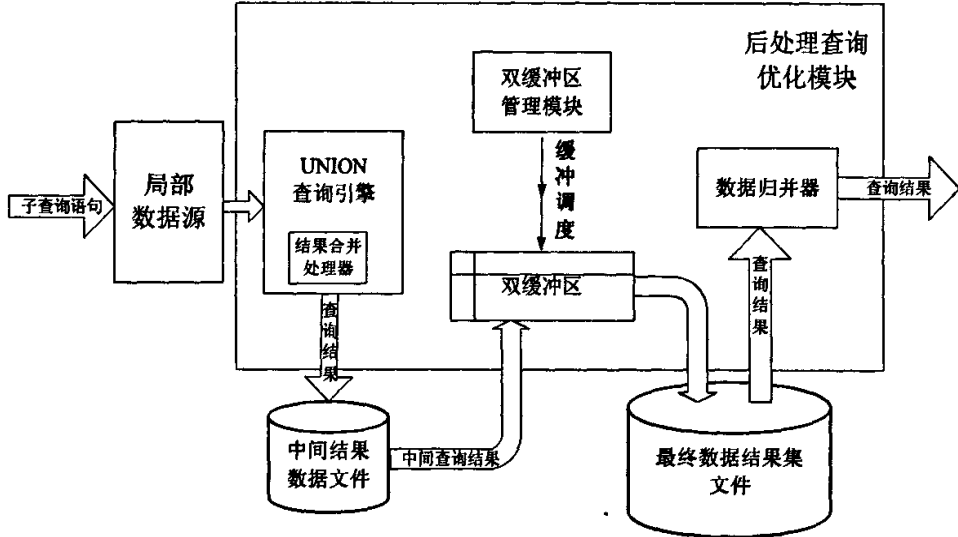 后处理查询
优化模块
双缓冲区
管理模块
缓冲调度
UNION
查询引擎
结果合并
处理器
局部
数据源
子查询语句
数据归并器
查询结果
双缓冲区
查询结果
查询结果
中间结果
数据文件
中间查询结果
最终数据结果集
文件